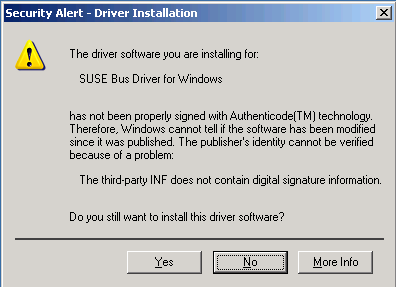 Security Alert - Driver Installation
The driver software you are installing for:
SUSE Bus Driver for Windows
has not been properly signed with Authenticode(TM) technology.
Therefore, Windows cannot tell if the software has been modified
since it was published. The publisher's identity cannot be verified
because of a problem:
The third-party INF does not contain digital signature information.
Do you still want to install this driver software?
Yes No More Info